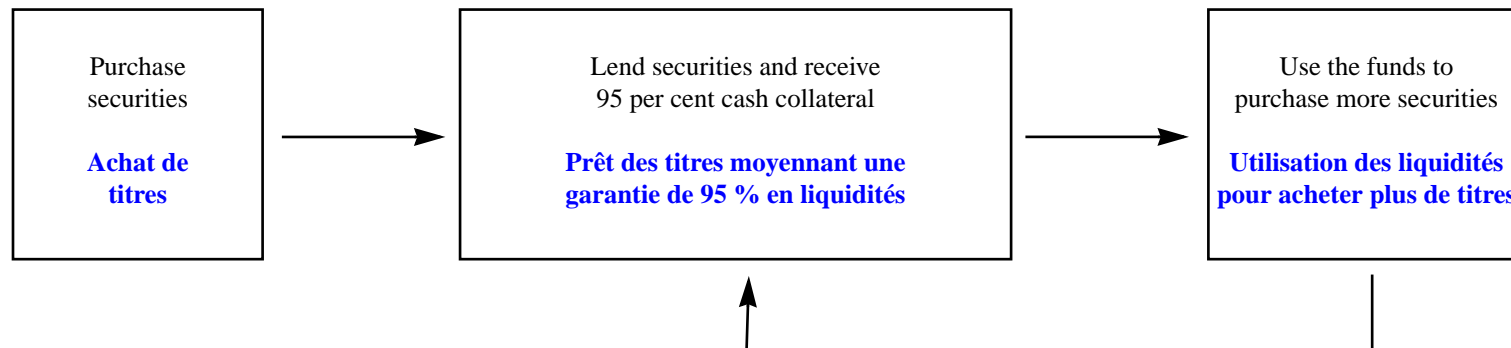 Purchase
securities
Achat de
titres
Lend securities and receive
95 per cent cash collateral
Prêt des titres moyennant une
garantie de 95 % en liquidités
Use the funds to
purchase more securities
Utilisation des liquidités
pour acheter plus de titres